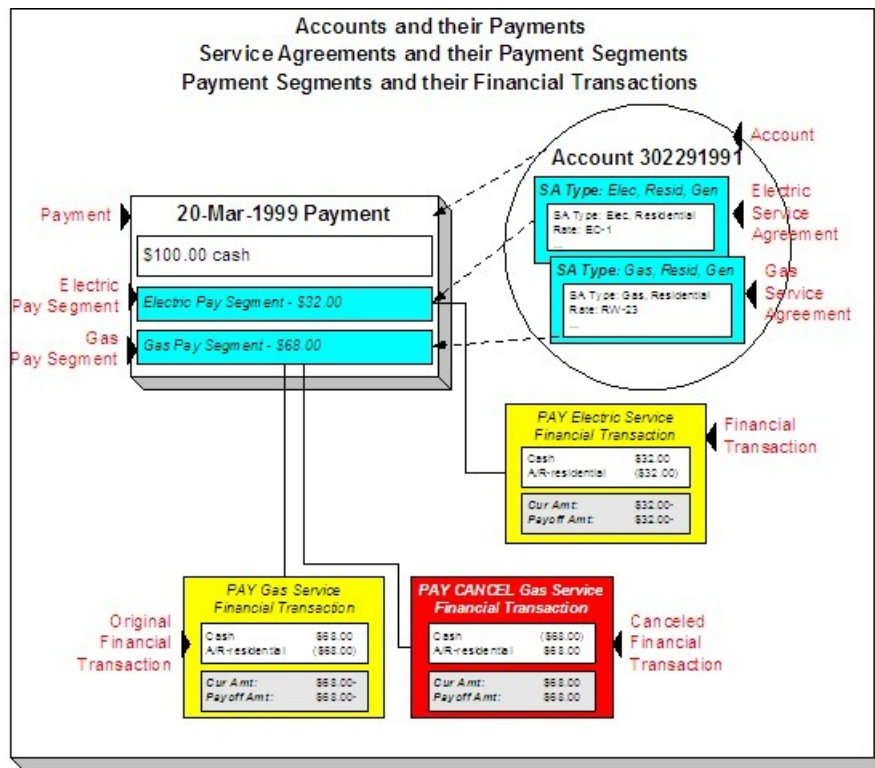 Accounts and their Payments
Service Agreements and their Payment Segments
Payment Segments and their Financial Transactions
Account
Account 302291991
SA Type: Elec, Resid, Gen
SA Type: Elec, Residential
Rate: EC-1
...
Electric
Service
Agreement
SA Type: Gas, Resid, Gen
SA Type: Gas, Residential
Rate: RW-23
...
Gas
Service
Agreement
Payment
20-Mar-1999 Payment
$100.00 cash
Electric
Pay Segment
Electric Pay Segment - $32.00
Gas
Pay Segment
Gas Pay Segment - $68.00
PAY Electric Service
Financial Transaction
Cash $32.00
A/R-residential ($32.00)
Cur Amt: $32.00-
Payoff Amt: $32.00-
Financial
Transaction
Original
Financial
Transaction
PAY Gas Service
Financial Transaction
Cash $68.00
A/R-residential ($68.00)
Cur Amt: $68.00-
Payoff Amt: $68.00-
PAY CANCEL Gas Service
Financial Transaction
Cash ($68.00)
A/R-residential $68.00
Cur Amt: $68.00
Payoff Amt: $68.00
Canceled
Financial
Transaction